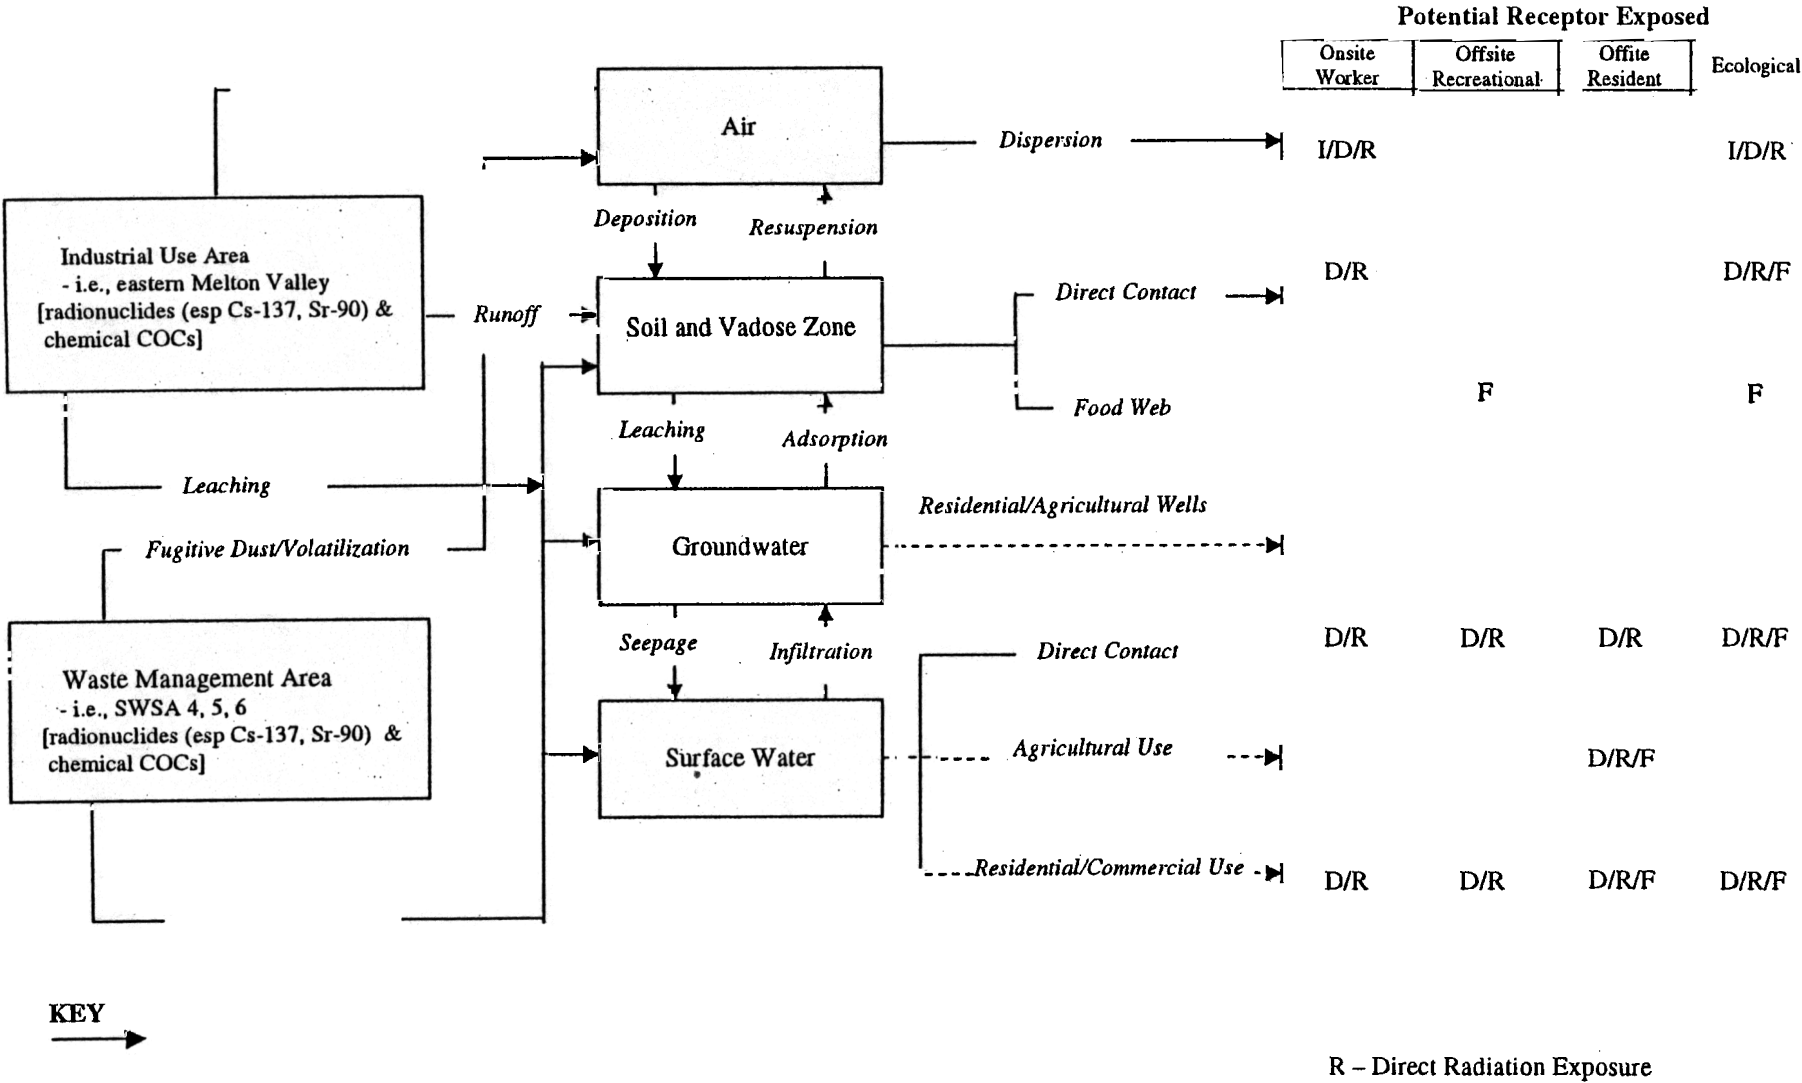 Potential Receptor Exposed
Onsite
Worker
Offsite
Recreational
Offite
Resident
Ecological
Air
Dispersion
I/D/R
I/D/R
Deposition
Resuspension
Industrial Use Area
- i.e., eastern Melton Valley
[radionuclides (esp Cs-137, Sr-90) &
chemical COCs]
Runoff
Soil and Vadose Zone
Direct Contact
D/R
D/R/F
Food Web
F
F
Leaching
Adsorption
Leaching
Residential/Agricultural Wells
Groundwater
Fugitive Dust/Volatilization
Seepage
Infiltration
Direct Contact
D/R
D/R
D/R
D/R/F
Waste Management Area
- i.e., SWSA 4, 5, 6
[radionuclides (esp Cs-137, Sr-90) &
chemical COCs]
Surface Water
Agricultural Use
D/R/F
Residential/Commercial Use
D/R
D/R
D/R/F
D/R/F
KEY
R – Direct Radiation Exposure